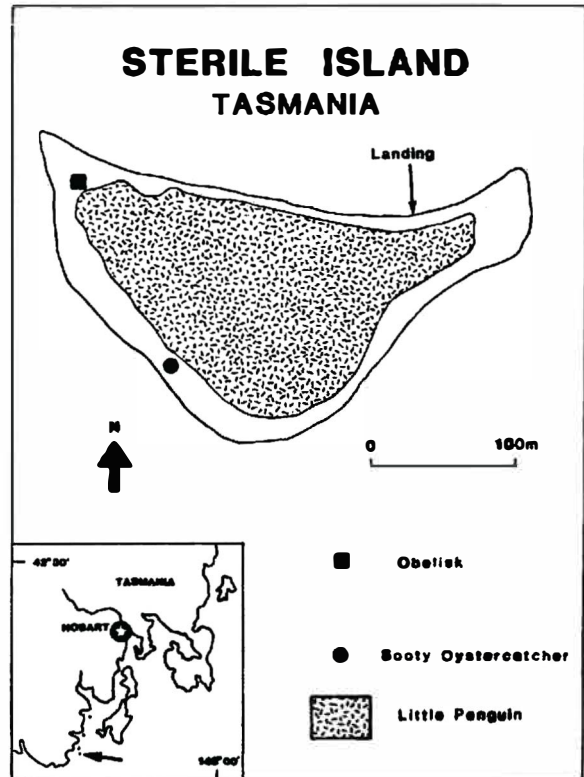 STERILE ISLAND
TASMANIA
Landing
N
0 100m
Obelisk
Sooty Oystercatcher
Little Penguin
TASMANIA
HOBART